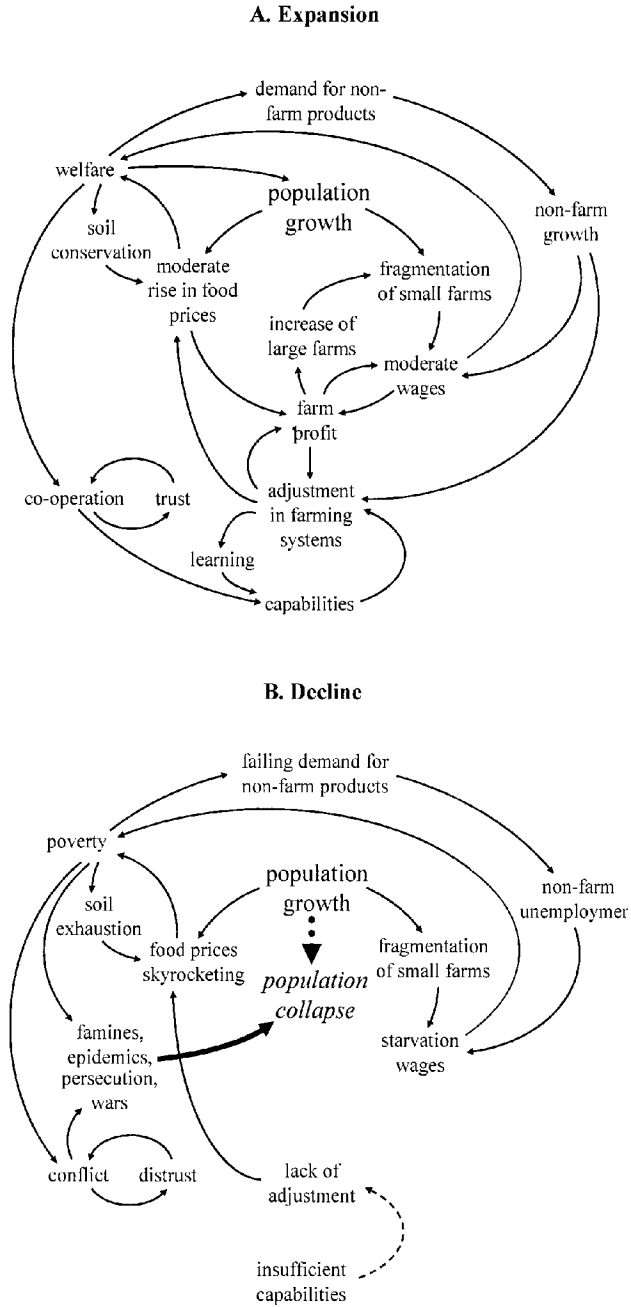 A. Expansion
demand for non-
farm products
welfare
population
growth
non-farm
growth
soil
conservation
moderate
rise in food
prices
fragmentation
of small farms
increase of
large farms
moderate
wages
farm
profit
co-operation
trust
adjustment
in farming
systems
learning
capabilities
B. Decline
failing demand for
non-farm products
poverty
population
growth
non-farm
unemploymer
soil
exhaustion
food prices
skyrocketing
fragmentation
of small farms
population
collapse
famines,
epidemics,
persecution,
wars
starvation
wages
conflict
distrust
lack of
adjustment
insufficient
capabilities